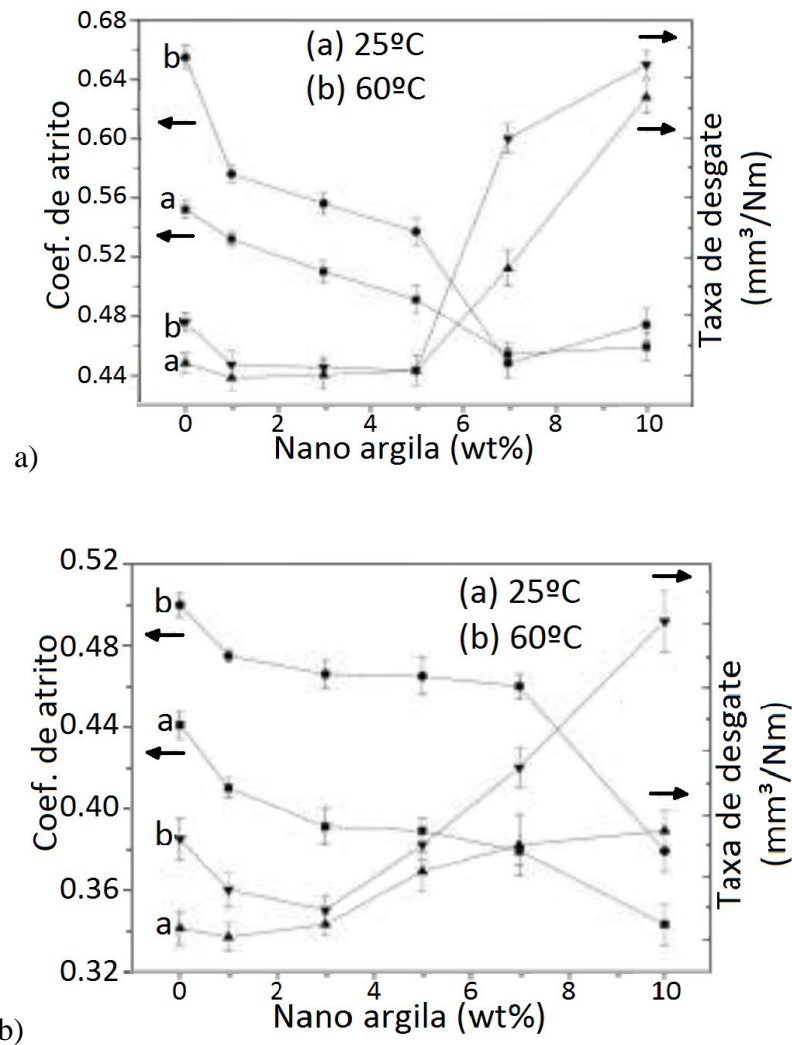 0.68
0.64
0.60
0.56
0.52
0.48
0.44
Coef. de atrito
(a) 25ºC
(b) 60ºC
b
a
b
a
Taxa de desgate
(mm³/Nm)
0 2 4 6 8 10
Nano argila (wt%)
a)
0.52
0.48
0.44
0.40
0.36
0.32
Coef. de atrito
(a) 25ºC
(b) 60ºC
b
a
b
a
Taxa de desgate
(mm³/Nm)
0 2 4 6 8 10
Nano argila (wt%)
b)